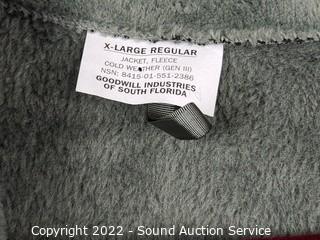 X-LARGE REGULAR
JACKET, FLEECE
COLD WEATHER (GEN III)
NSN: 8415-01-551-2386
GOODWILL INDUSTRIES
OF SOUTH FLORIDA
Copyright 2022 - Sound Auction Service